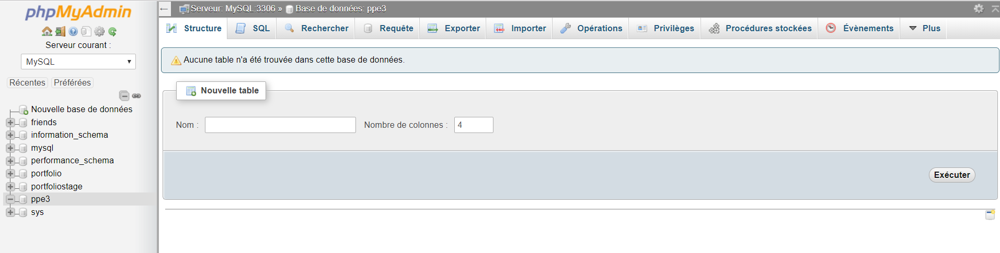 phpMyAdmin
Serveur courant :
MySQL
Récentes Préférées
Nouvelle base de données
friends
information_schema
mysql
performance_schema
portfolio
portfoliostage
ppe3
sys
Serveur: MySQL:3306 » Base de données: ppe3
Structure SQL Rechercher Requête Exporter Importer Opérations Privilèges Procédures stockées Évènements Plus
Aucune table n'a été trouvée dans cette base de données.
Nouvelle table
Nom : Nombre de colonnes : 4
Exécuter